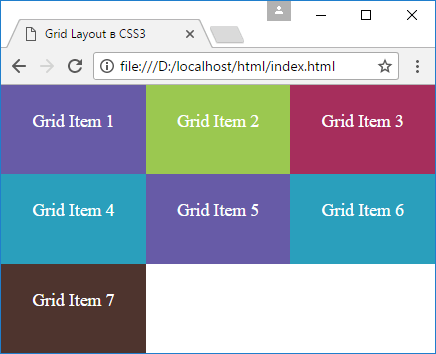 Grid Layout в CSS3
file:///D:/localhost/html/index.html
Grid Item 1
Grid Item 2
Grid Item 3
Grid Item 4
Grid Item 5
Grid Item 6
Grid Item 7